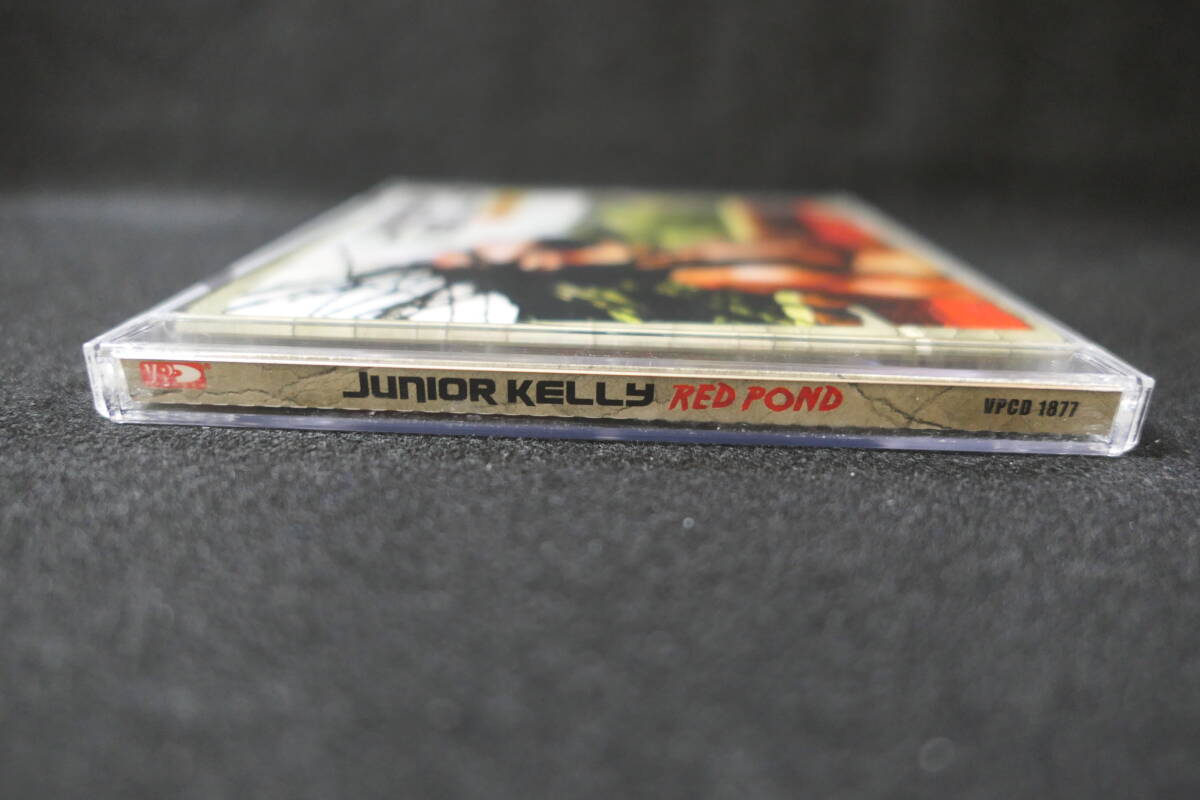 VP JUNIOR KELLY RED POND VPCD 1877